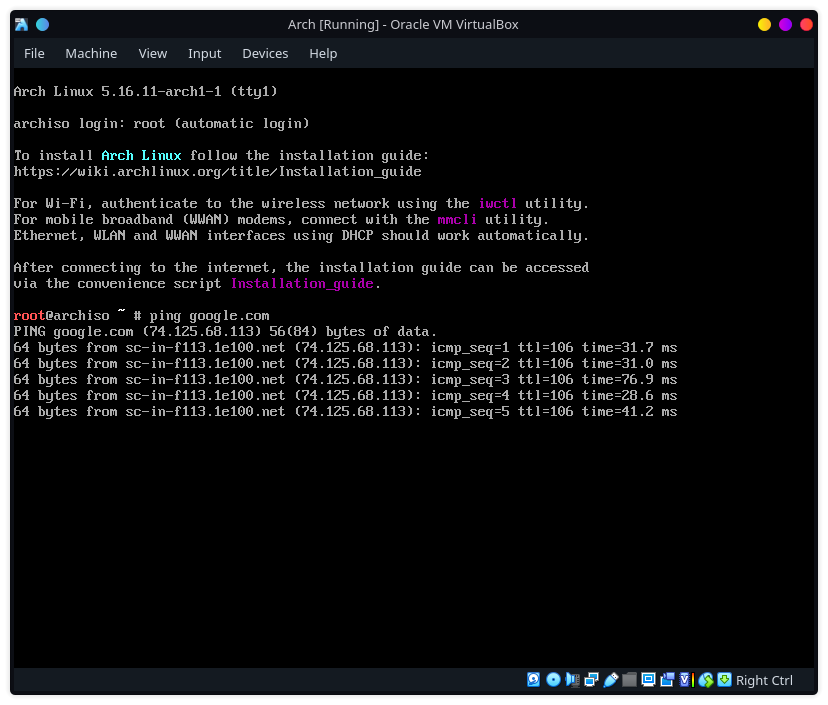 Arch [Running] - Oracle VM VirtualBox
File Machine View Input Devices Help
Arch Linux 5.16.11-arch1-1 (tty1)
archiso login: root (automatic login)
To install Arch Linux follow the installation guide:
https://wiki.archlinux.org/title/Installation_guide
For Wi-Fi, authenticate to the wireless network using the iwctl utility.
For mobile broadband (WWAN) modems, connect with the mmcli utility.
Ethernet, WLAN and WWAN interfaces using DHCP should work automatically.
After connecting to the internet, the installation guide can be accessed
via the convenience script Installation_guide.
root@archiso ~ # ping google.com
PING google.com (74.125.68.113) 56(84) bytes of data.
64 bytes from sc-in-f113.1e100.net (74.125.68.113): icmp_seq=1 ttl=106 time=31.7 ms
64 bytes from sc-in-f113.1e100.net (74.125.68.113): icmp_seq=2 ttl=106 time=31.0 ms
64 bytes from sc-in-f113.1e100.net (74.125.68.113): icmp_seq=3 ttl=106 time=76.9 ms
64 bytes from sc-in-f113.1e100.net (74.125.68.113): icmp_seq=4 ttl=106 time=28.6 ms
64 bytes from sc-in-f113.1e100.net (74.125.68.113): icmp_seq=5 ttl=106 time=41.2 ms
Right Ctrl